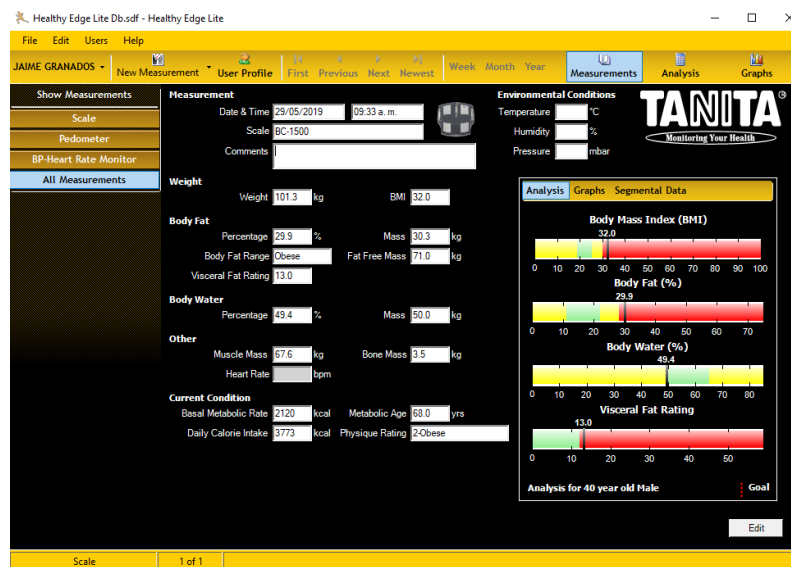 Healthy Edge Lite Db.sdf - Healthy Edge Lite
File Edit Users Help
JAIME GRANADOS New Measurement User Profile First Previous Next Newest Week Month Year Measurements Analysis Graphs
Show Measurements
Scale
Pedometer
BP-Heart Rate Monitor
All Measurements
Measurement
Date & Time 29/05/2019 09:33 a. m.
Scale BC-1500
Comments
Environmental Conditions
Temperature °C
Humidity %
Pressure mbar
TANITA®
Monitoring Your Health
Weight
Weight 101.3 kg BMI 32.0
Body Fat
Percentage 29.9 % Mass 30.3 kg
Body Fat Range Obese Fat Free Mass 71.0 kg
Visceral Fat Rating 13.0
Body Water
Percentage 49.4 % Mass 50.0 kg
Other
Muscle Mass 67.6 kg Bone Mass 3.5 kg
Heart Rate bpm
Current Condition
Basal Metabolic Rate 2120 kcal Metabolic Age 68.0 yrs
Daily Calorie Intake 3773 kcal Physique Rating 2-Obese
Analysis Graphs Segmental Data
Body Mass Index (BMI)
32.0
0 10 20 30 40 50 60 70 80 90 100
Body Fat (%)
29.9
0 10 20 30 40 50 60 70
Body Water (%)
49.4
0 10 20 30 40 50 60 70 80
Visceral Fat Rating
13.0
0 10 20 30 40 50
Analysis for 40 year old Male Goal
Edit
Scale 1 of 1